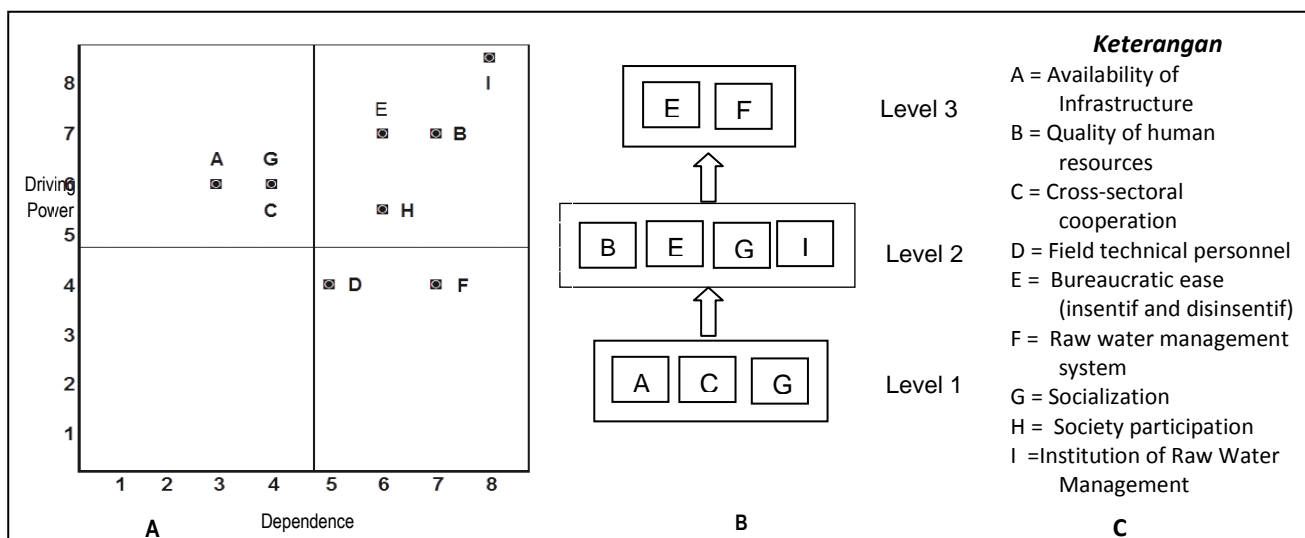 8
7
6
5
4
3
2
1
Driving
Power
I
E
B
A G
H
C
D
F
1 2 3 4 5 6 7 8
Dependence
A
E F
Level 3
B E G I
Level 2
A C G
Level 1
B
Keterangan
A = Availability of
Infrastructure
B = Quality of human
resources
C = Cross-sectoral
cooperation
D = Field technical personnel
E = Bureaucratic ease
(insentif and disinsentif)
F = Raw water management
system
G = Socialization
H = Society participation
I =Institution of Raw Water
Management
C